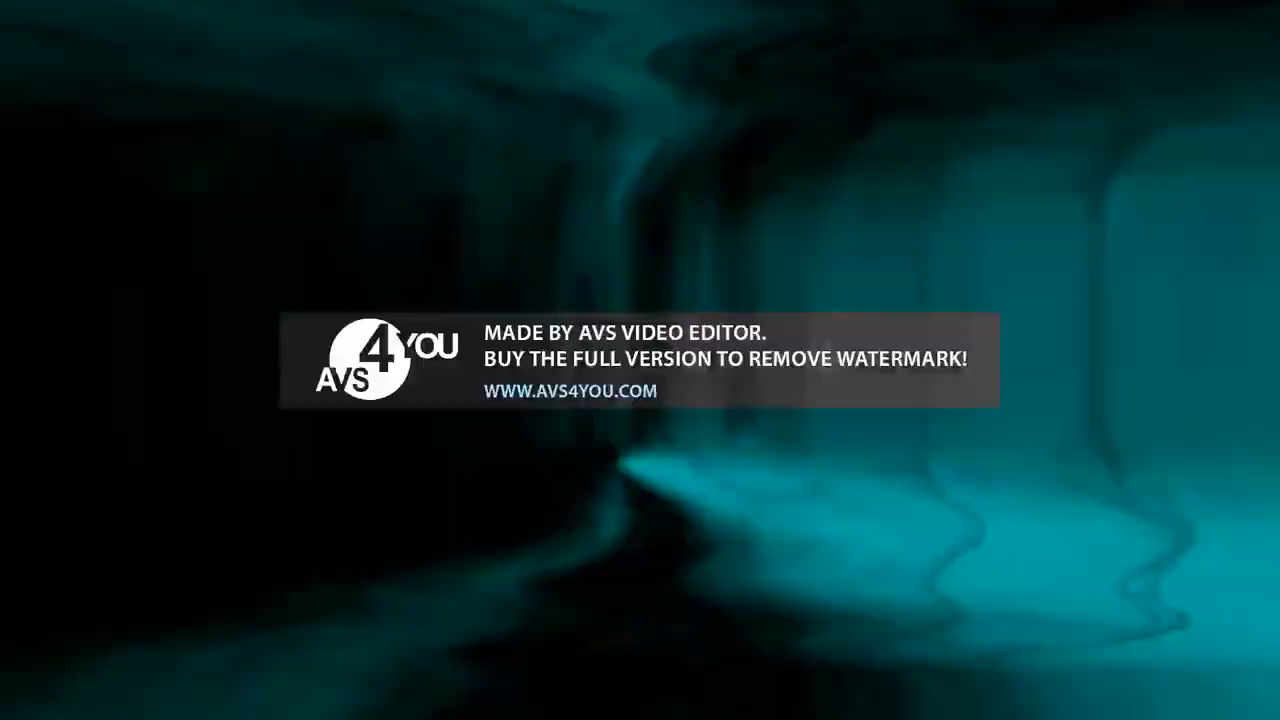 AVS4YOU
MADE BY AVS VIDEO EDITOR.
BUY THE FULL VERSION TO REMOVE WATERMARK!
WWW.AVS4YOU.COM